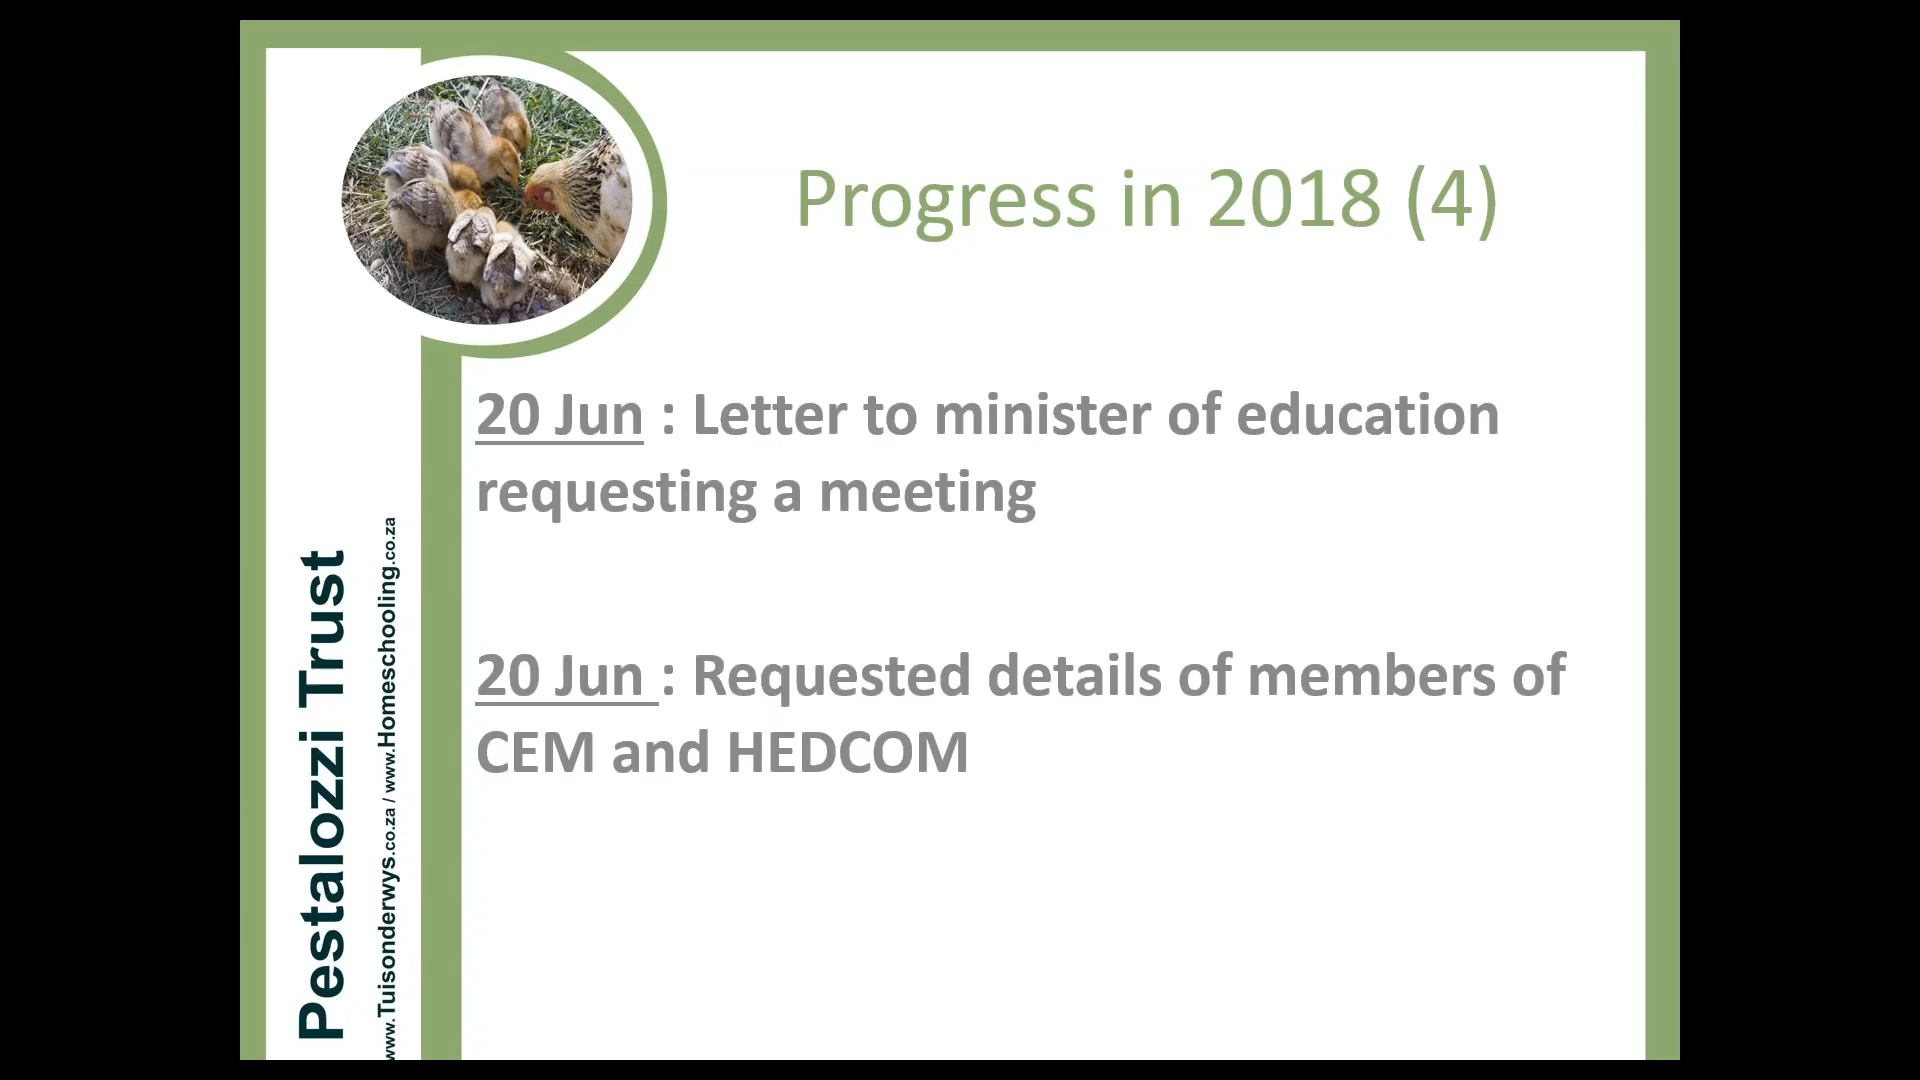 Progress in 2018 (4)
20 Jun : Letter to minister of education
requesting a meeting
20 Jun : Requested details of members of
CEM and HEDCOM
Pestalozzi Trust
www.Tuisonderwys.co.za / www.Homeschooling.co.za